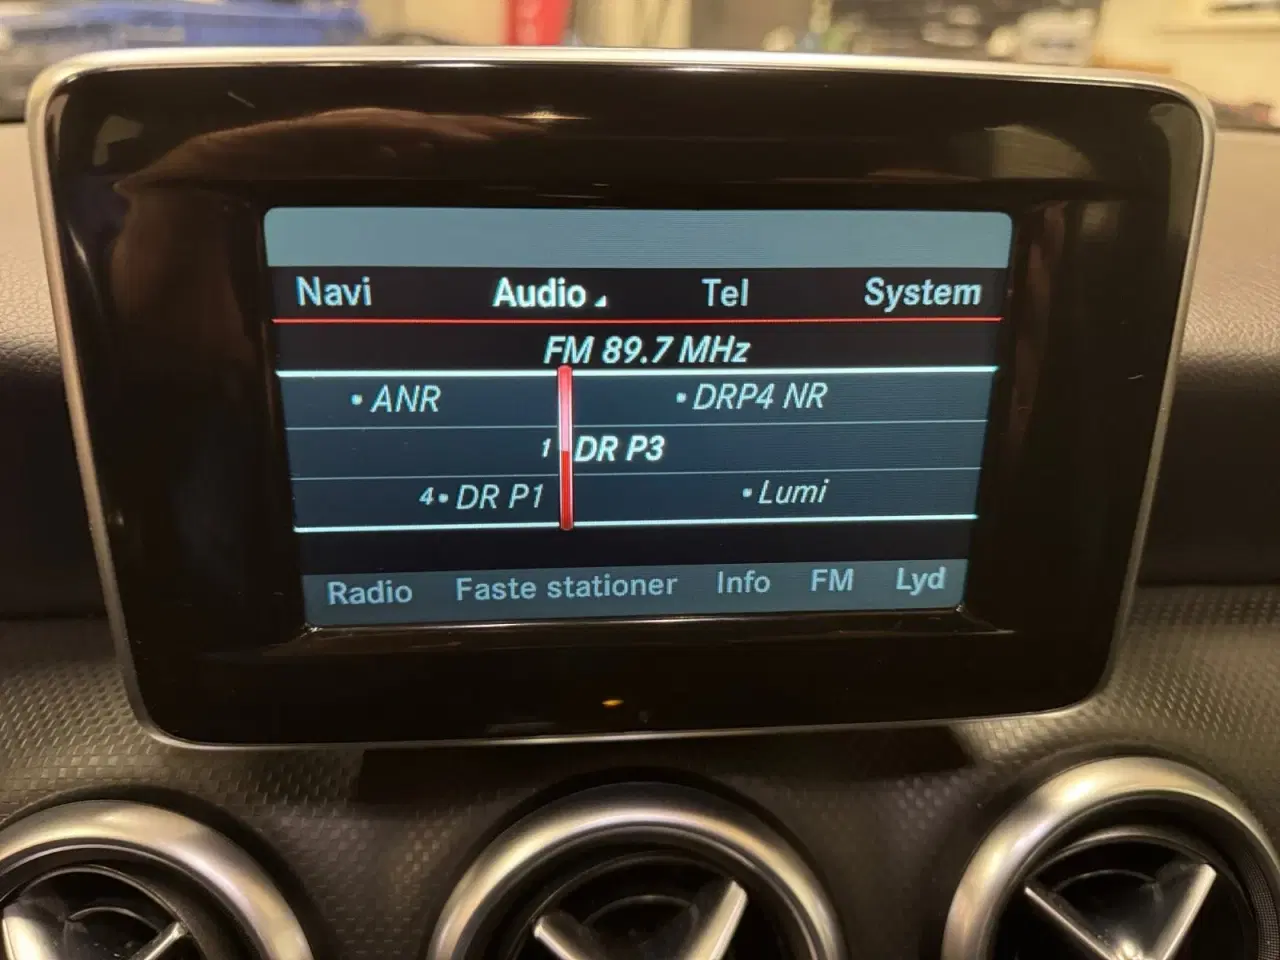 Navi Audio Tel System
FM 89.7 MHz
• ANR • DRP4 NR
1 DR P3
4• DR P1 • Lumi
Radio Faste stationer Info FM Lyd